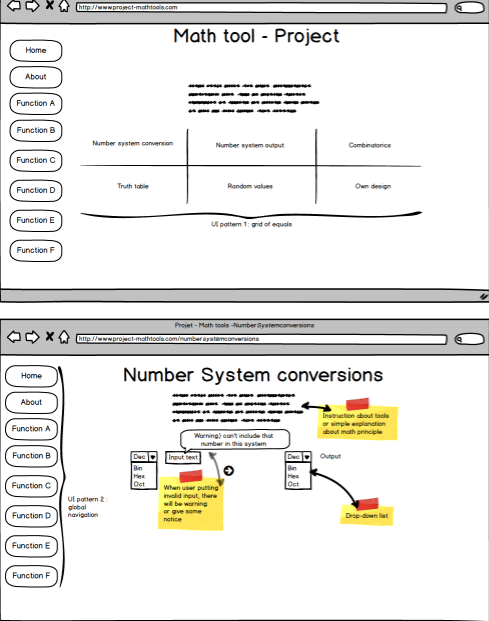 http://www.project-mathtools.com
Math tool - Project
Home
About
Function A
Function B
Function C
Function D
Function E
Function F
Number system conversion
Number system output
Combinatorics
Truth table
Random values
Own design
UI pattern 1 : grid of equals
Projet - Math tools -Number Systemconversions
http://www.project-mathtools.com/numbersystemconversions
Number System conversions
Home
About
Function A
Function B
Function C
Function D
Function E
Function F
UI pattern 2 :
global
navigation
Instruction about tools
or simple explanation
about math principle
Warning:) can't include that
number in this system
Dec
Input text
Bin
Hex
Oct
When user putting
invalid input, there
will be warning
or give some
notice
Dec
Output
Bin
Hex
Oct
Drop-down list